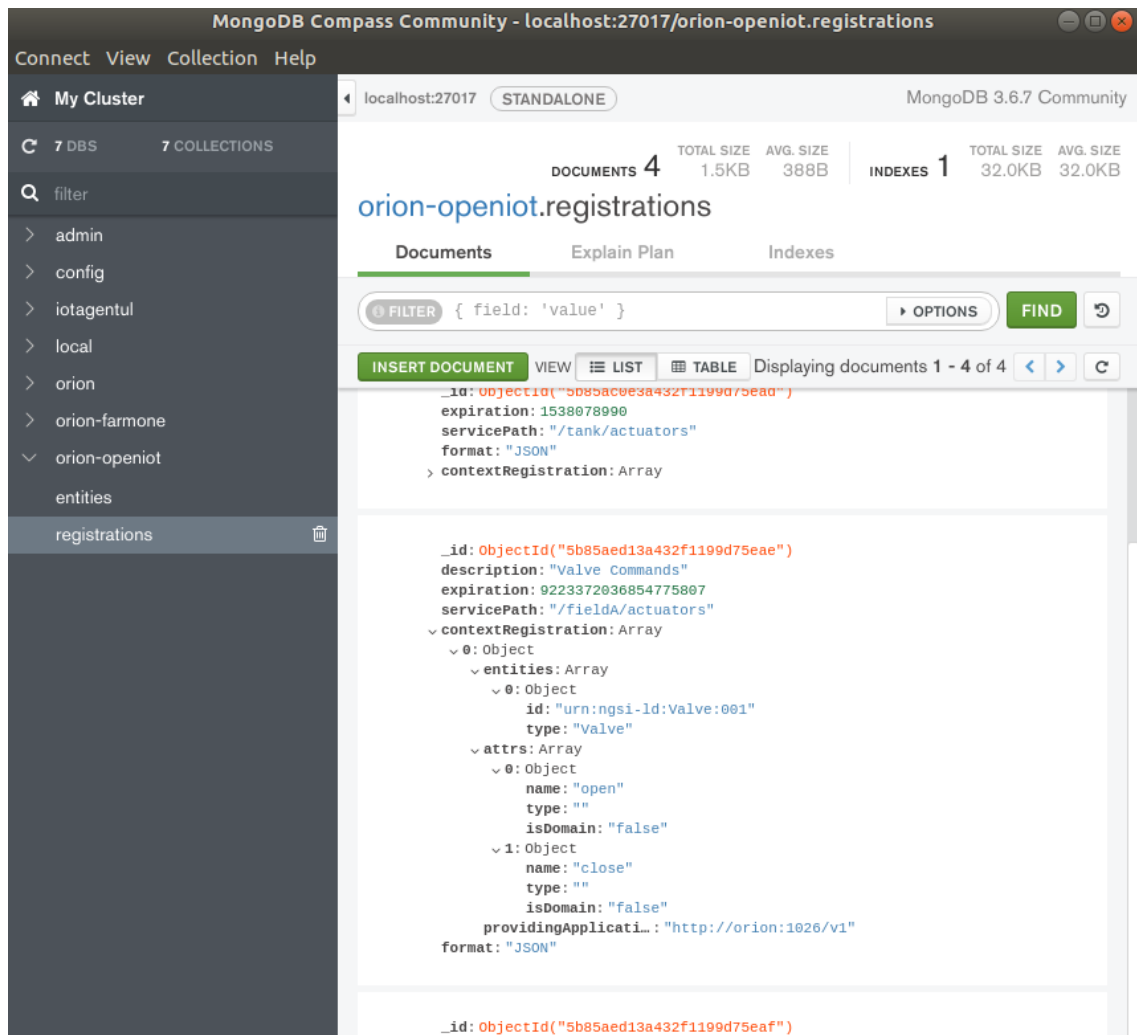 MongoDB Compass Community - localhost:27017/orion-openiot.registrations
Connect View Collection Help
My Cluster
7 DBS 7 COLLECTIONS
filter
admin
config
iotagentul
local
orion
orion-farmone
orion-openiot
entities
registrations
localhost:27017 STANDALONE MongoDB 3.6.7 Community
DOCUMENTS 4 TOTAL SIZE 1.5KB AVG. SIZE 388B INDEXES 1 TOTAL SIZE 32.0KB AVG. SIZE 32.0KB
orion-openiot.registrations
Documents Explain Plan Indexes
FILTER { field: 'value' } OPTIONS FIND
INSERT DOCUMENT VIEW LIST TABLE Displaying documents 1 - 4 of 4
_id: ObjectId("5b85ac0e3a432f1199d75ead")
expiration: 1538078990
servicePath: "/tank/actuators"
format: "JSON"
contextRegistration: Array
_id: ObjectId("5b85aed13a432f1199d75eae")
description: "Valve Commands"
expiration: 9223372036854775807
servicePath: "/fieldA/actuators"
contextRegistration: Array
0: Object
entities: Array
0: Object
id: "urn:ngsi-ld:Valve:001"
type: "Valve"
attrs: Array
0: Object
name: "open"
type: ""
isDomain: "false"
1: Object
name: "close"
type: ""
isDomain: "false"
providingApplicati…: "http://orion:1026/v1"
format: "JSON"
_id: ObjectId("5b85aed13a432f1199d75eaf")